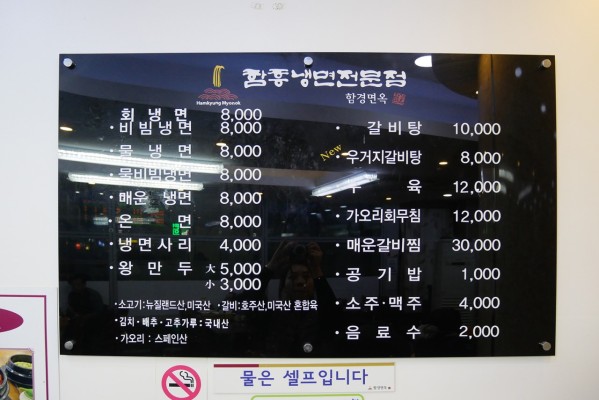 함흥냉면전문점
Hamkyung Myeonok
함경면옥
회 냉 면 8,000
·비빔냉면 8,000
·물 냉 면 8,000
·물비빔냉면 8,000
·매운 냉면 8,000
·온 면 8,000
·냉면사리 4,000
·왕 만 두 大 5,000
小 3,000
·소고기:뉴질랜드산,미국산 ·갈비:호주산,미국산 혼합육
·김치·배추·고추가루:국내산
·가오리 : 스페인산
·갈 비 탕 10,000
New
·우거지갈비탕 8,000
육 12,000
·가오리회무침 12,000
·매운갈비찜 30,000
·공 기 밥 1,000
·소주·맥주 4,000
·음 료 수 2,000
물은 셀프입니다